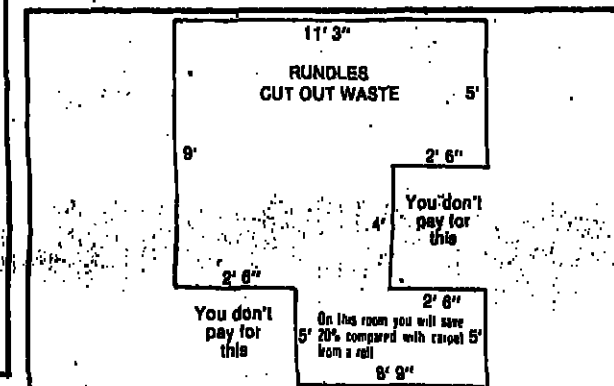 11' 3"
RUNDLES
CUT OUT WASTE
5'
9'
2' 6"
You don't
pay for
this
4'
2' 6"
2' 6"
You don't
pay for
this
On this room you will save
20% compared with carpet
from a roll
5'
5'
8' 9"